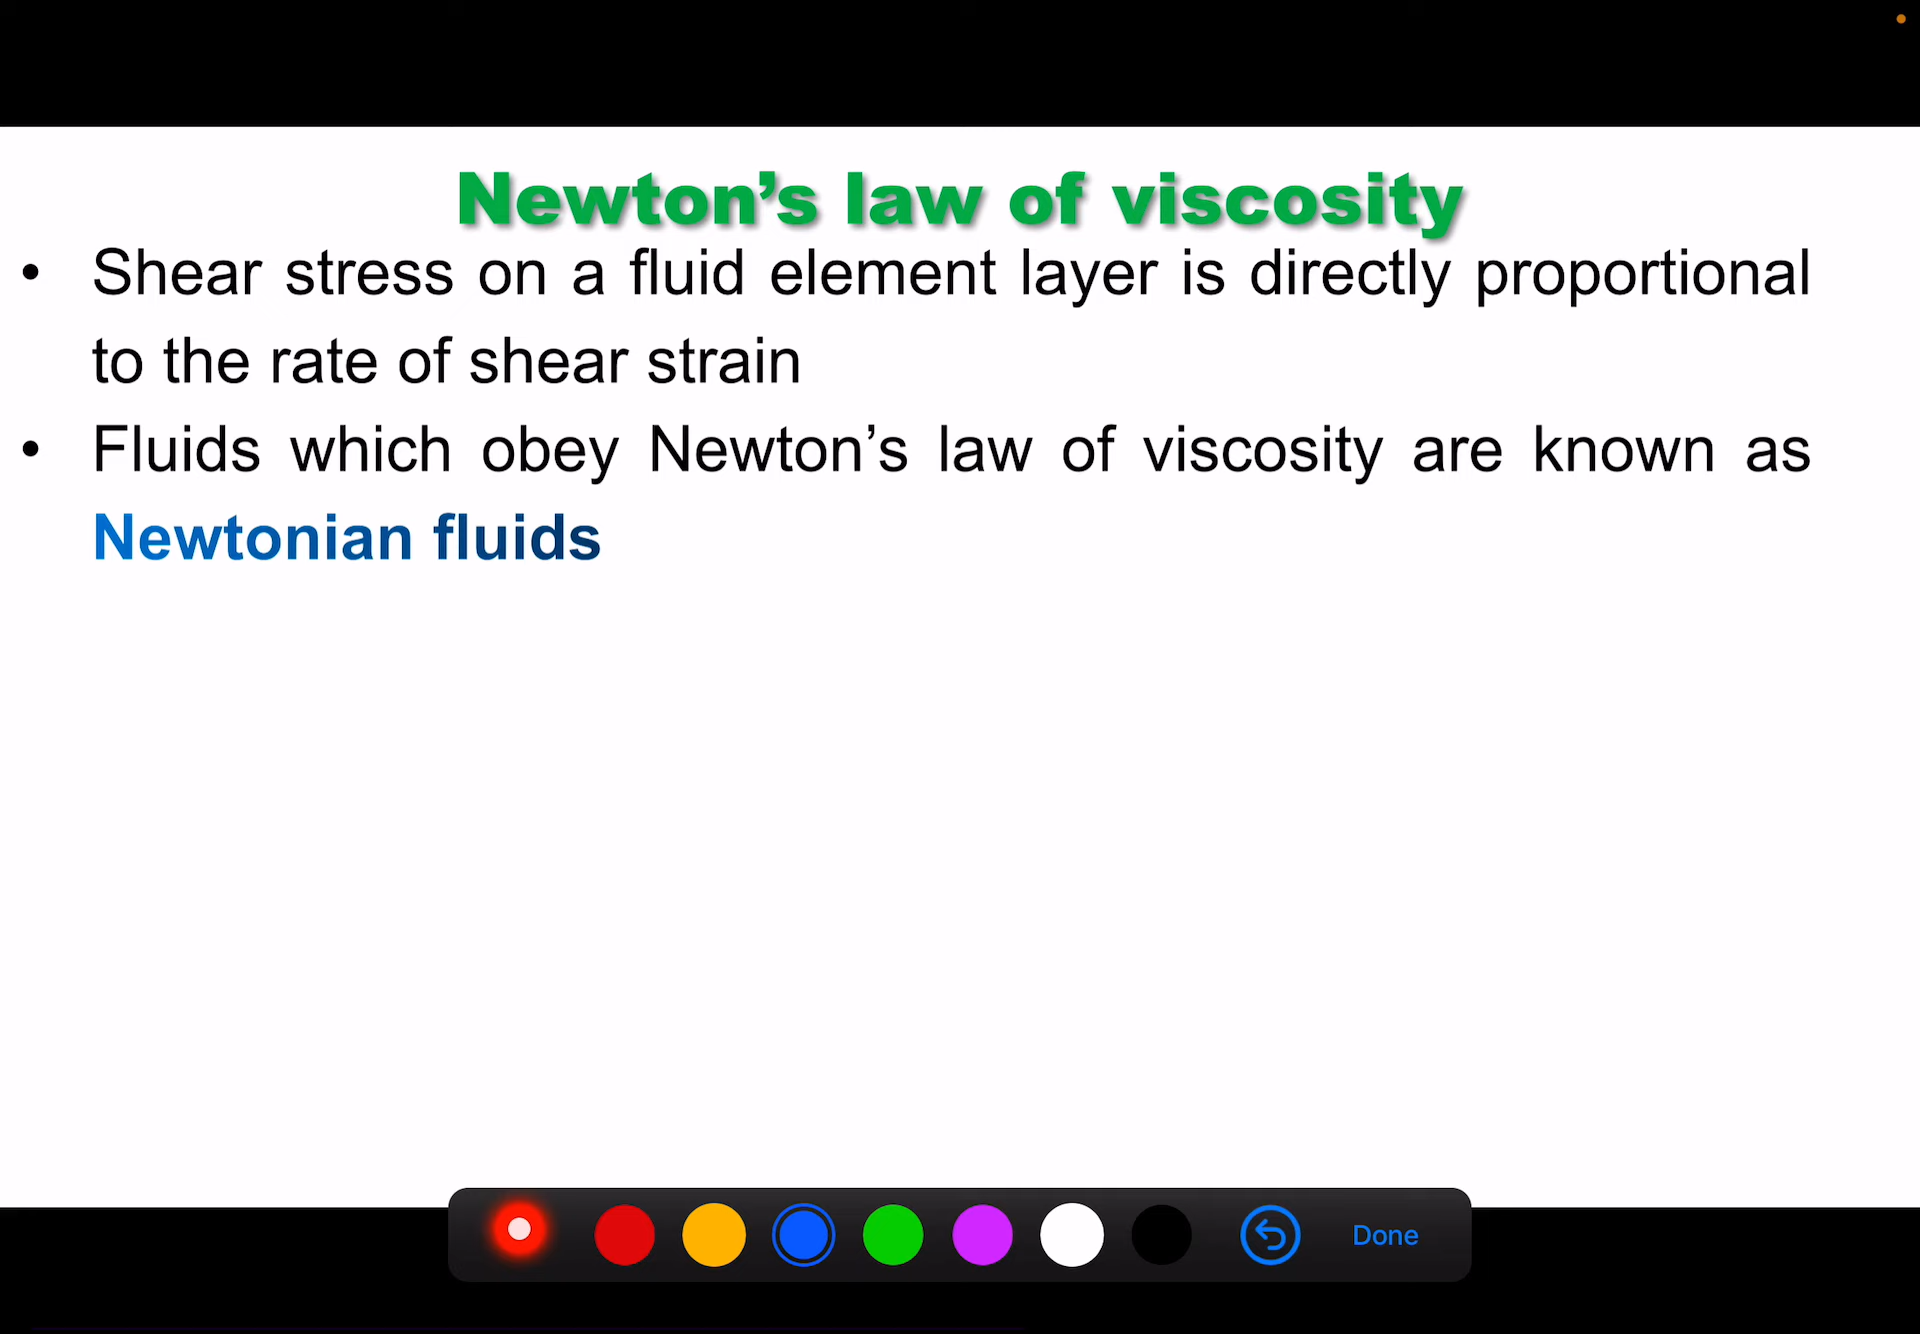 Newton’s law of viscosity
• Shear stress on a fluid element layer is directly proportional
to the rate of shear strain
• Fluids which obey Newton’s law of viscosity are known as
Newtonian fluids
Done